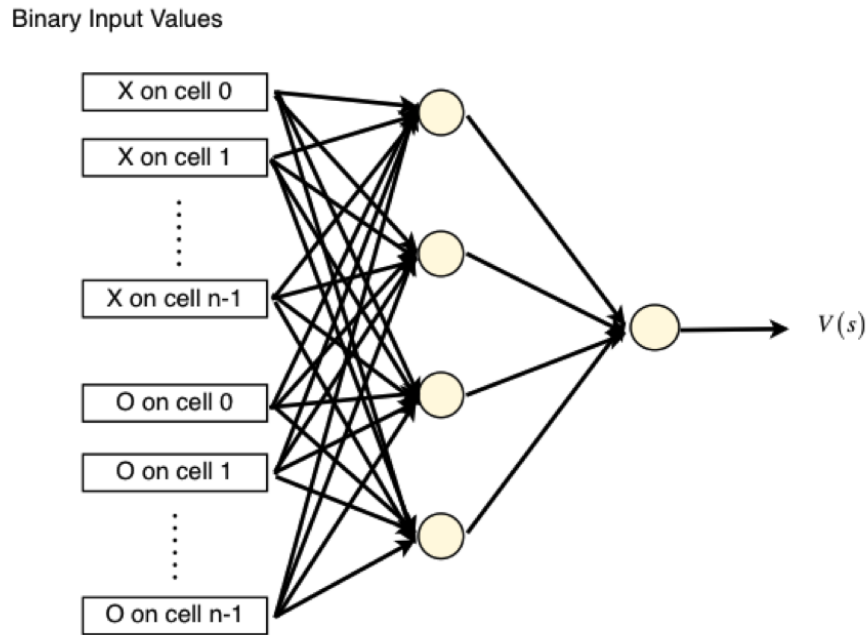 Binary Input Values
X on cell 0
X on cell 1
X on cell n-1
O on cell 0
O on cell 1
O on cell n-1
V(s)